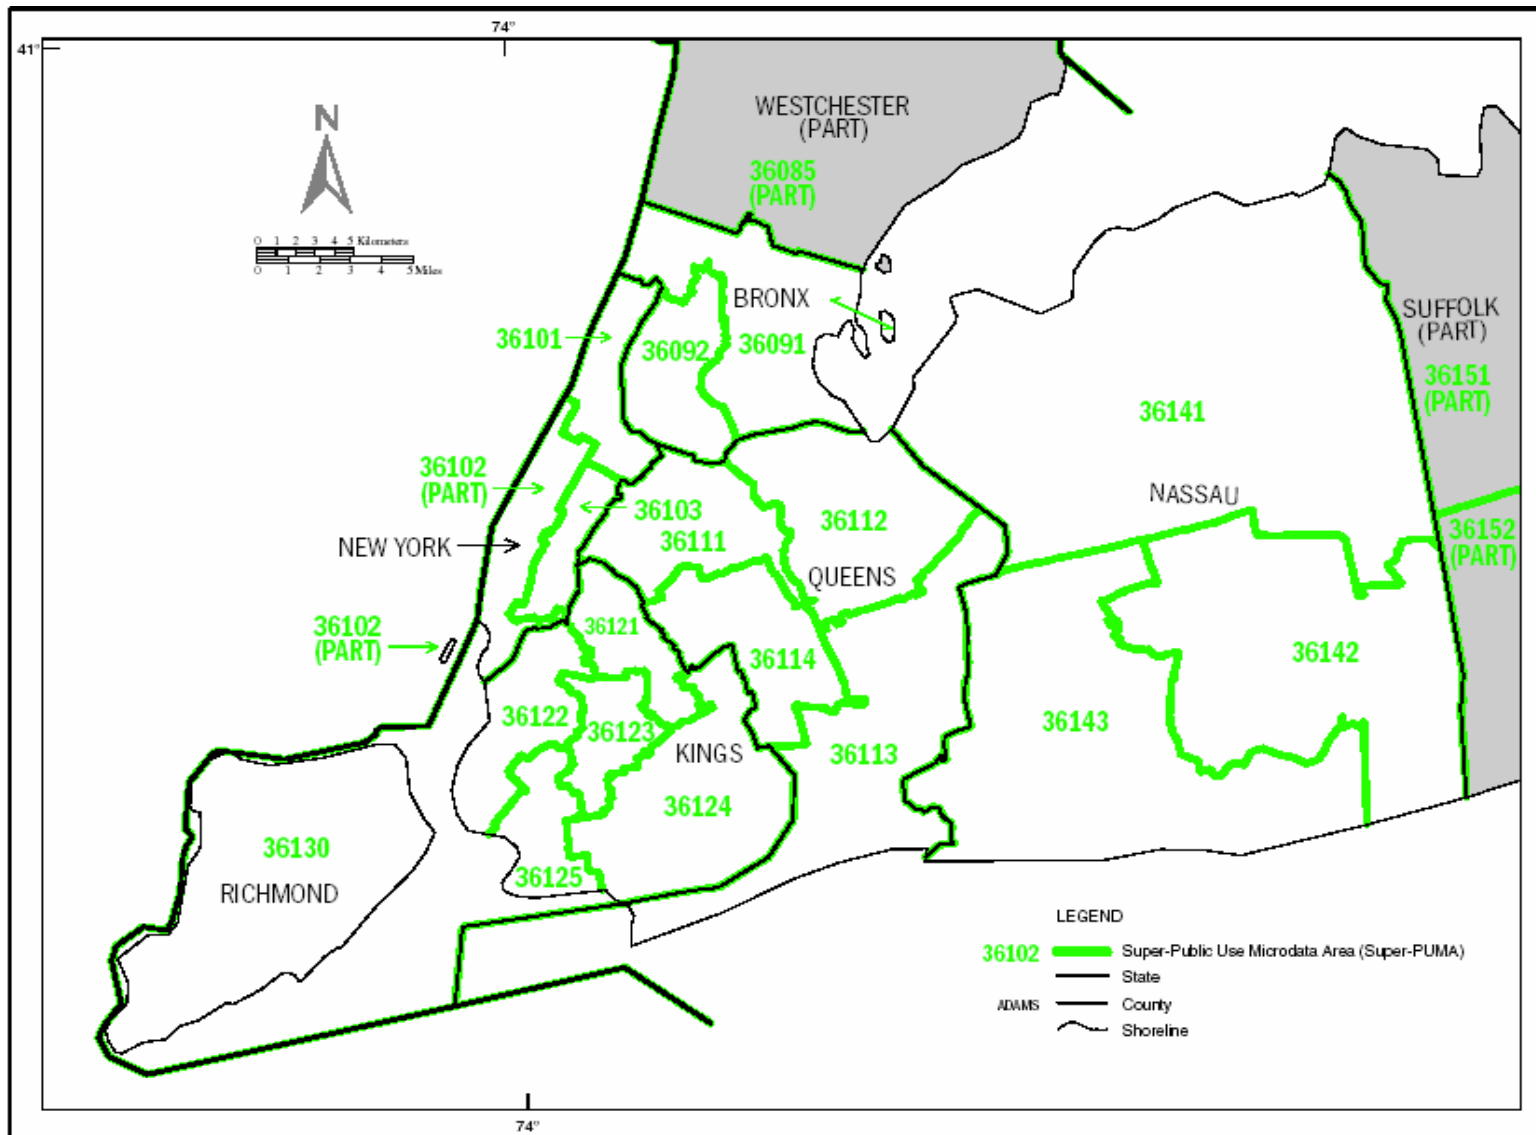 74°
41°
N
WESTCHESTER
(PART)
36085
(PART)
0 1 2 3 4 5 Kilometers
0 1 2 3 4 5 Miles
BRONX
36101
36092
36091
SUFFOLK
(PART)
36151
(PART)
36141
36102
(PART)
NASSAU
36103
36112
36111
36152
(PART)
NEW YORK
QUEENS
36102
(PART)
36121
36114
36142
36122
36123
36143
KINGS
36113
36124
36130
36125
RICHMOND
LEGEND
36102 Super-Public Use Microdata Area (Super-PUMA)
State
ADAMS County
Shoreline
74°